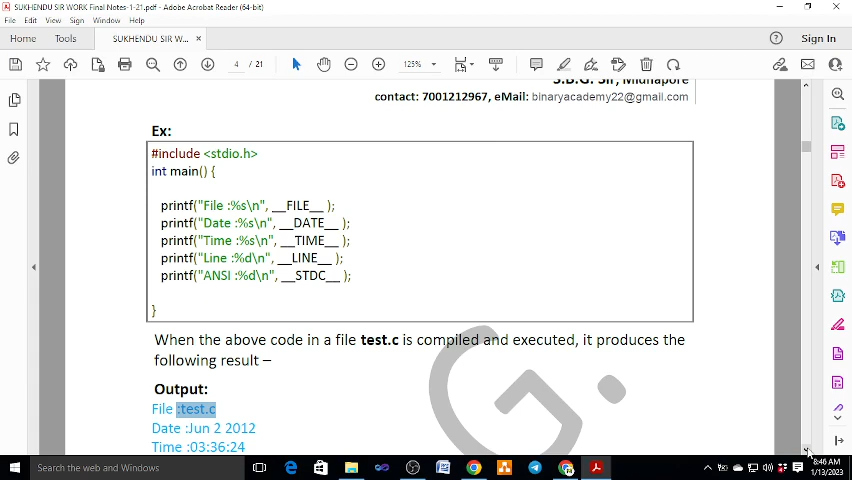 SUKHENDU SIR WORK Final Notes-1-21.pdf - Adobe Acrobat Reader (64-bit)
File Edit View Sign Window Help
Home Tools SUKHENDU SIR W... × Sign In
4 / 21 125%
S.B.G. Sir, Midnapore
contact: 7001212967, eMail: binaryacademy22@gmail.com
Ex:
#include <stdio.h>
int main() {
printf("File :%s\n", __FILE__ );
printf("Date :%s\n", __DATE__ );
printf("Time :%s\n", __TIME__ );
printf("Line :%d\n", __LINE__ );
printf("ANSI :%d\n", __STDC__ );
}
When the above code in a file test.c is compiled and executed, it produces the
following result –
Output:
File :test.c
Date :Jun 2 2012
Time :03:36:24
G.
Search the web and Windows
8:46 AM
1/13/2023